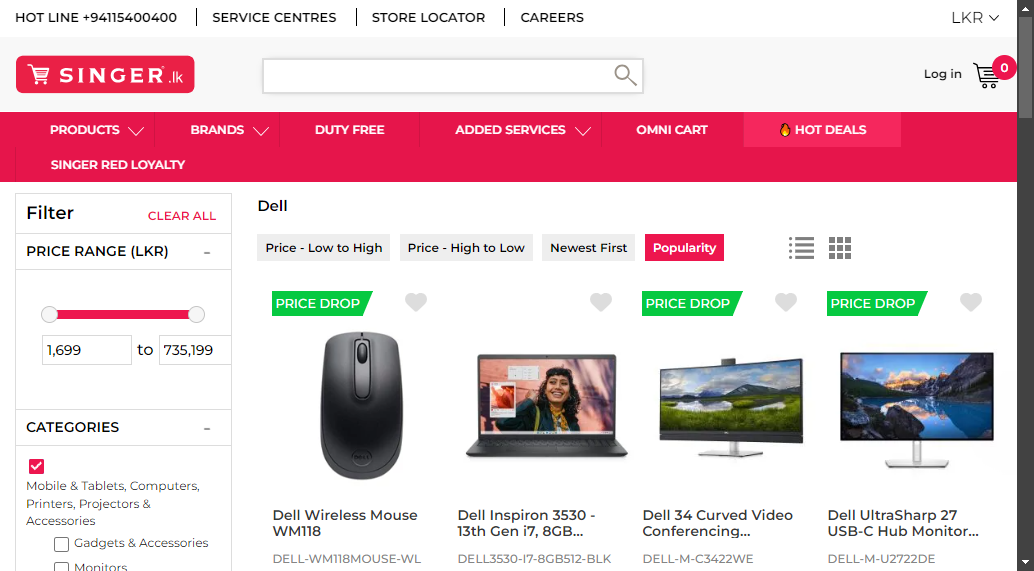 HOT LINE +94115400400
SERVICE CENTRES
STORE LOCATOR
CAREERS
LKR
SINGER.lk
Log in
0
PRODUCTS
BRANDS
DUTY FREE
ADDED SERVICES
OMNI CART
HOT DEALS
SINGER RED LOYALTY
Filter
CLEAR ALL
PRICE RANGE (LKR)
-
1,699 to 735,199
CATEGORIES
-
Mobile & Tablets, Computers,
Printers, Projectors &
Accessories
Gadgets & Accessories
Monitors
Dell
Price - Low to High
Price - High to Low
Newest First
Popularity
PRICE DROP
Dell Wireless Mouse
WM118
DELL-WM118MOUSE-WL
Dell Inspiron 3530 -
13th Gen i7, 8GB...
DELL3530-I7-8GB512-BLK
PRICE DROP
Dell 34 Curved Video
Conferencing...
DELL-M-C3422WE
PRICE DROP
Dell UltraSharp 27
USB-C Hub Monitor...
DELL-M-U2722DE